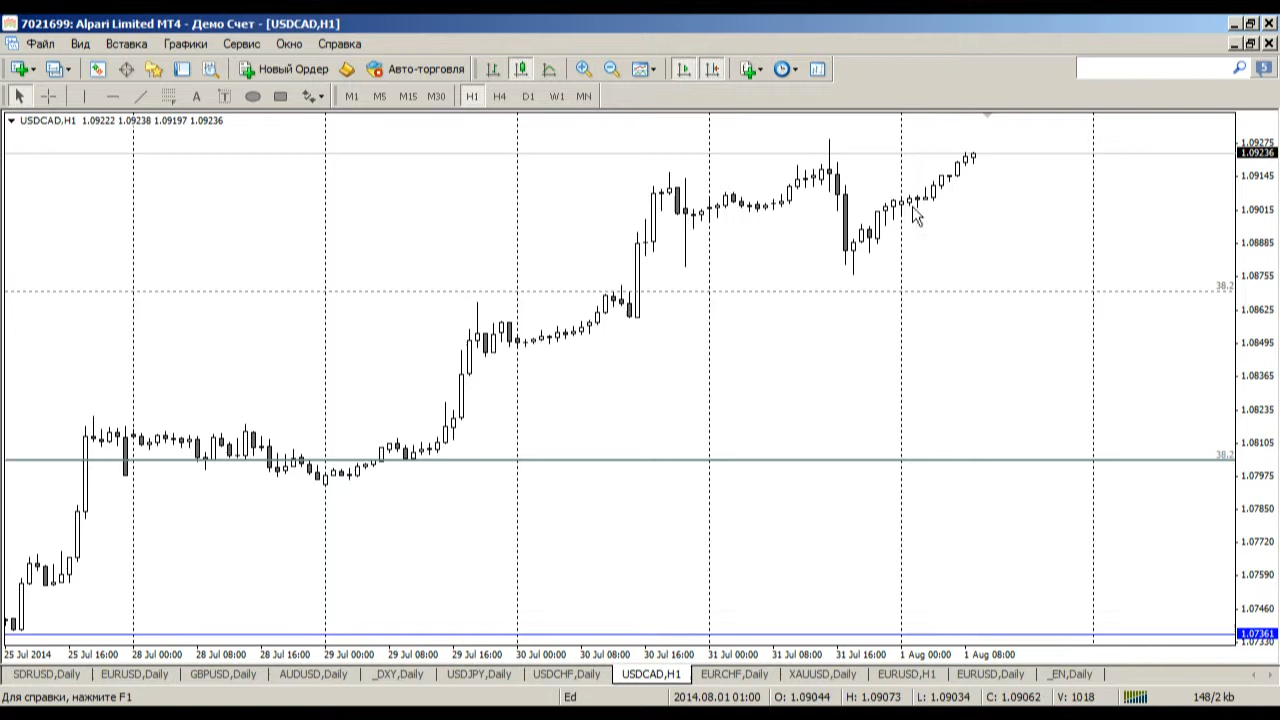 7021699: Alpari Limited MT4 - Демо Счет - [USDCAD,H1]
Файл Вид Вставка Графики Сервис Окно Справка
Новый Ордер Авто-торговля 5
A T M1 M5 M15 M30 H1 H4 D1 W1 MN
USDCAD,H1 1.09222 1.09238 1.09197 1.09236
1.09275
1.09236
1.09145
1.09015
1.08885
1.08755
38.2
1.08625
1.08495
1.08365
1.08235
1.08105
38.2
1.07975
1.07850
1.07720
1.07590
1.07460
1.07361
1.07330
25 Jul 2014 25 Jul 16:00 28 Jul 00:00 28 Jul 08:00 28 Jul 16:00 29 Jul 00:00 29 Jul 08:00 29 Jul 16:00 30 Jul 00:00 30 Jul 08:00 30 Jul 16:00 31 Jul 00:00 31 Jul 08:00 31 Jul 16:00 1 Aug 00:00 1 Aug 08:00
SDRUSD,Daily EURUSD,Daily GBPUSD,Daily AUDUSD,Daily _DXY,Daily USDJPY,Daily USDCHF,Daily USDCAD,H1 EURCHF,Daily XAUUSD,Daily EURUSD,H1 EURUSD,Daily _EN,Daily
Для справки, нажмите F1 Ed 2014.08.01 01:00 O: 1.09044 H: 1.09073 L: 1.09034 C: 1.09062 V: 1018 148/2 kb